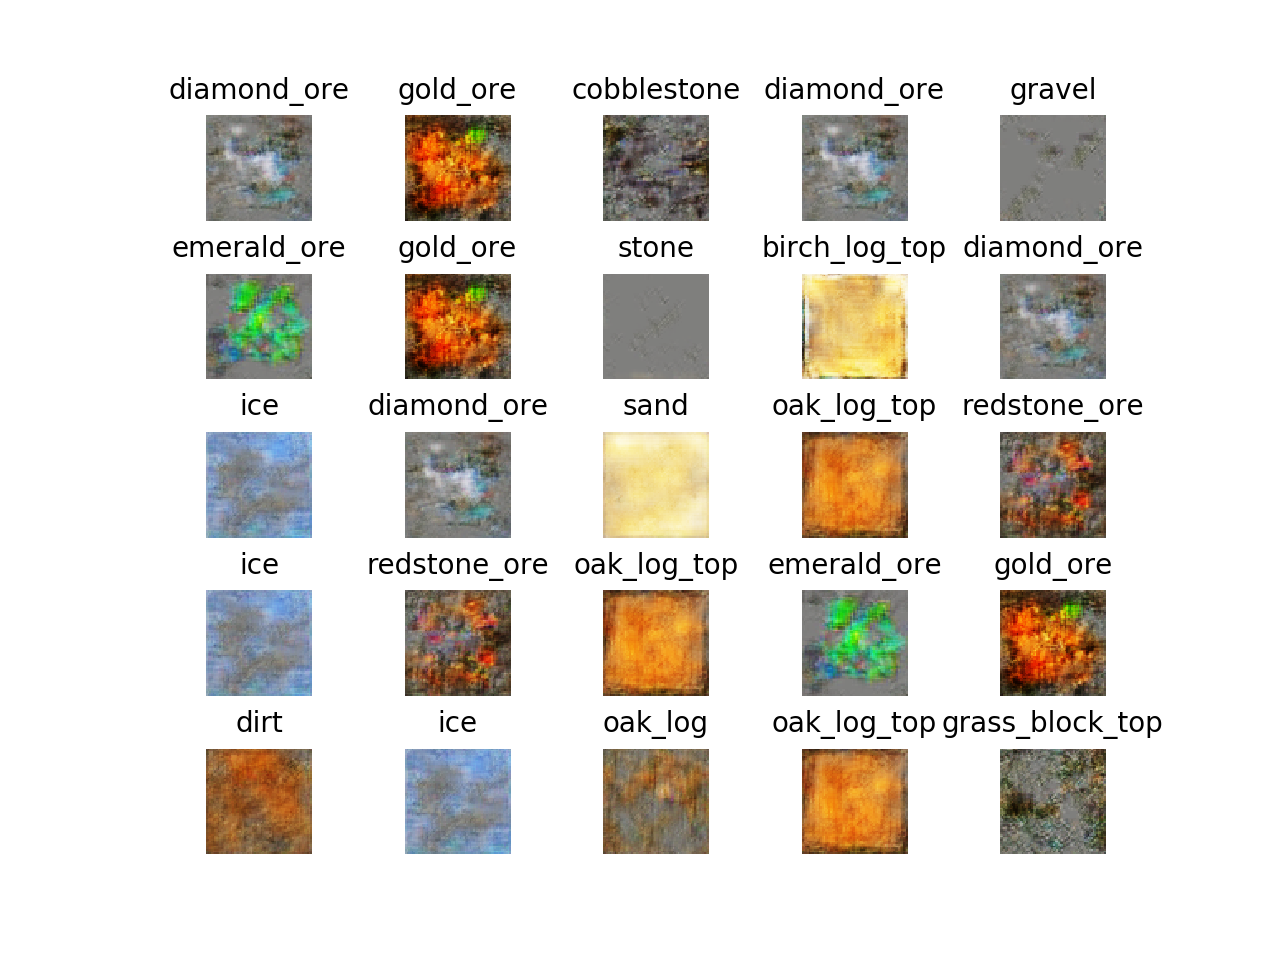 diamond_ore gold_ore cobblestone diamond_ore gravel
emerald_ore gold_ore stone birch_log_top diamond_ore
ice diamond_ore sand oak_log_top redstone_ore
ice redstone_ore oak_log_top emerald_ore gold_ore
dirt ice oak_log oak_log_top grass_block_top